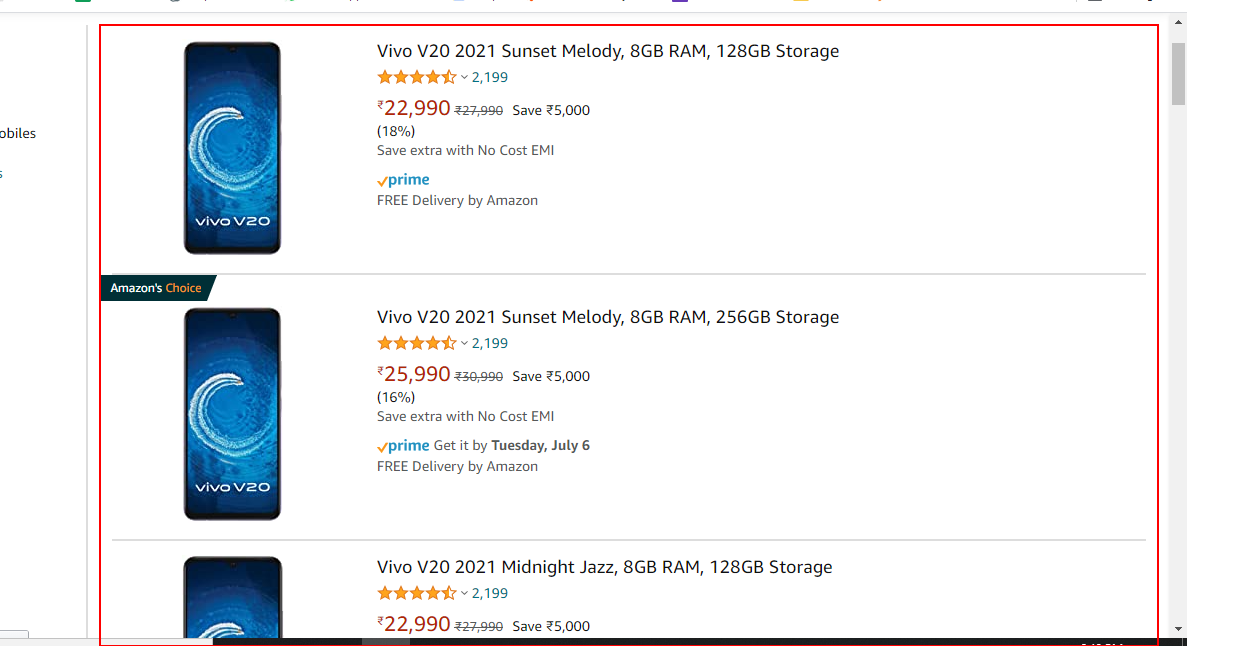 obiles
s
Vivo V20 2021 Sunset Melody, 8GB RAM, 128GB Storage
2,199
₹22,990 ₹27,990 Save ₹5,000
(18%)
Save extra with No Cost EMI
prime
FREE Delivery by Amazon
vivo V20
Amazon's Choice
Vivo V20 2021 Sunset Melody, 8GB RAM, 256GB Storage
2,199
₹25,990 ₹30,990 Save ₹5,000
(16%)
Save extra with No Cost EMI
prime Get it by Tuesday, July 6
FREE Delivery by Amazon
vivo V20
Vivo V20 2021 Midnight Jazz, 8GB RAM, 128GB Storage
2,199
₹22,990 ₹27,990 Save ₹5,000